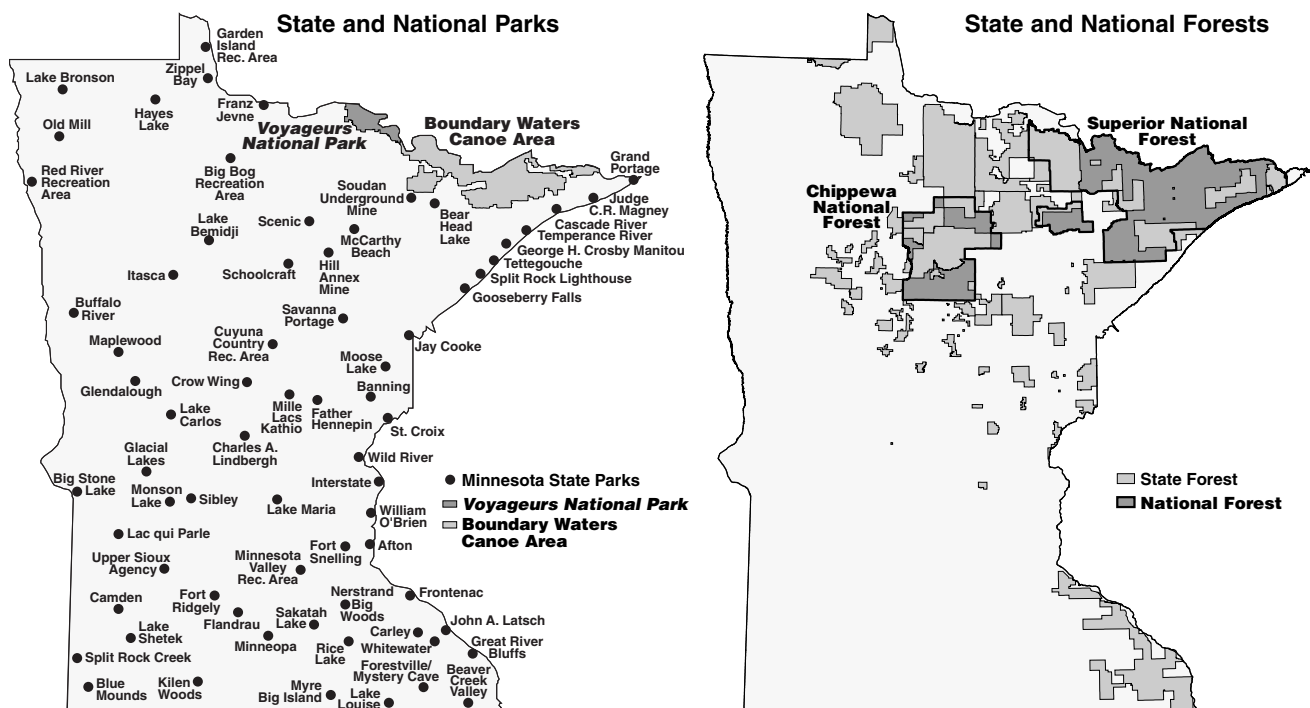 State and National Parks
Garden
Island
Rec. Area
Zippel
Bay
Lake Bronson
Hayes
Lake
Franz
Jevne
Old Mill
Voyageurs
National Park
Boundary Waters
Canoe Area
Grand
Portage
Red River
Recreation
Area
Big Bog
Recreation
Area
Soudan
Underground
Mine
Judge
C.R. Magney
Lake
Bemidji
Scenic
Bear
Head
Lake
Cascade River
McCarthy
Beach
Temperance River
George H. Crosby Manitou
Itasca
Schoolcraft
Hill
Annex
Mine
Tettegouche
Split Rock Lighthouse
Gooseberry Falls
Buffalo
River
Savanna
Portage
Maplewood
Cuyuna
Country
Rec. Area
Jay Cooke
Moose
Lake
Glendalough
Crow Wing
Banning
Lake
Carlos
Mille
Lacs
Kathio
Father
Hennepin
St. Croix
Charles A.
Lindbergh
Glacial
Lakes
Wild River
Big Stone
Lake
Monson
Lake
Sibley
Lake Maria
Interstate
William
O'Brien
Lac qui Parle
Fort
Snelling
Afton
Upper Sioux
Agency
Minnesota
Valley
Rec. Area
Camden
Fort
Ridgely
Nerstrand
Big
Woods
Frontenac
Flandrau
Sakatah
Lake
John A. Latsch
Lake
Shetek
Mineopa
Carley
Rice
Lake
Whitewater
Great River
Bluffs
Split Rock Creek
Forestville/
Mystery Cave
Beaver
Creek
Valley
Blue
Mounds
Kilen
Woods
Myre
Big Island
Lake
Louise
Minnesota State Parks
Voyageurs National Park
Boundary Waters
Canoe Area
State and National Forests
Superior National
Forest
Chippewa
National
Forest
State Forest
National Forest